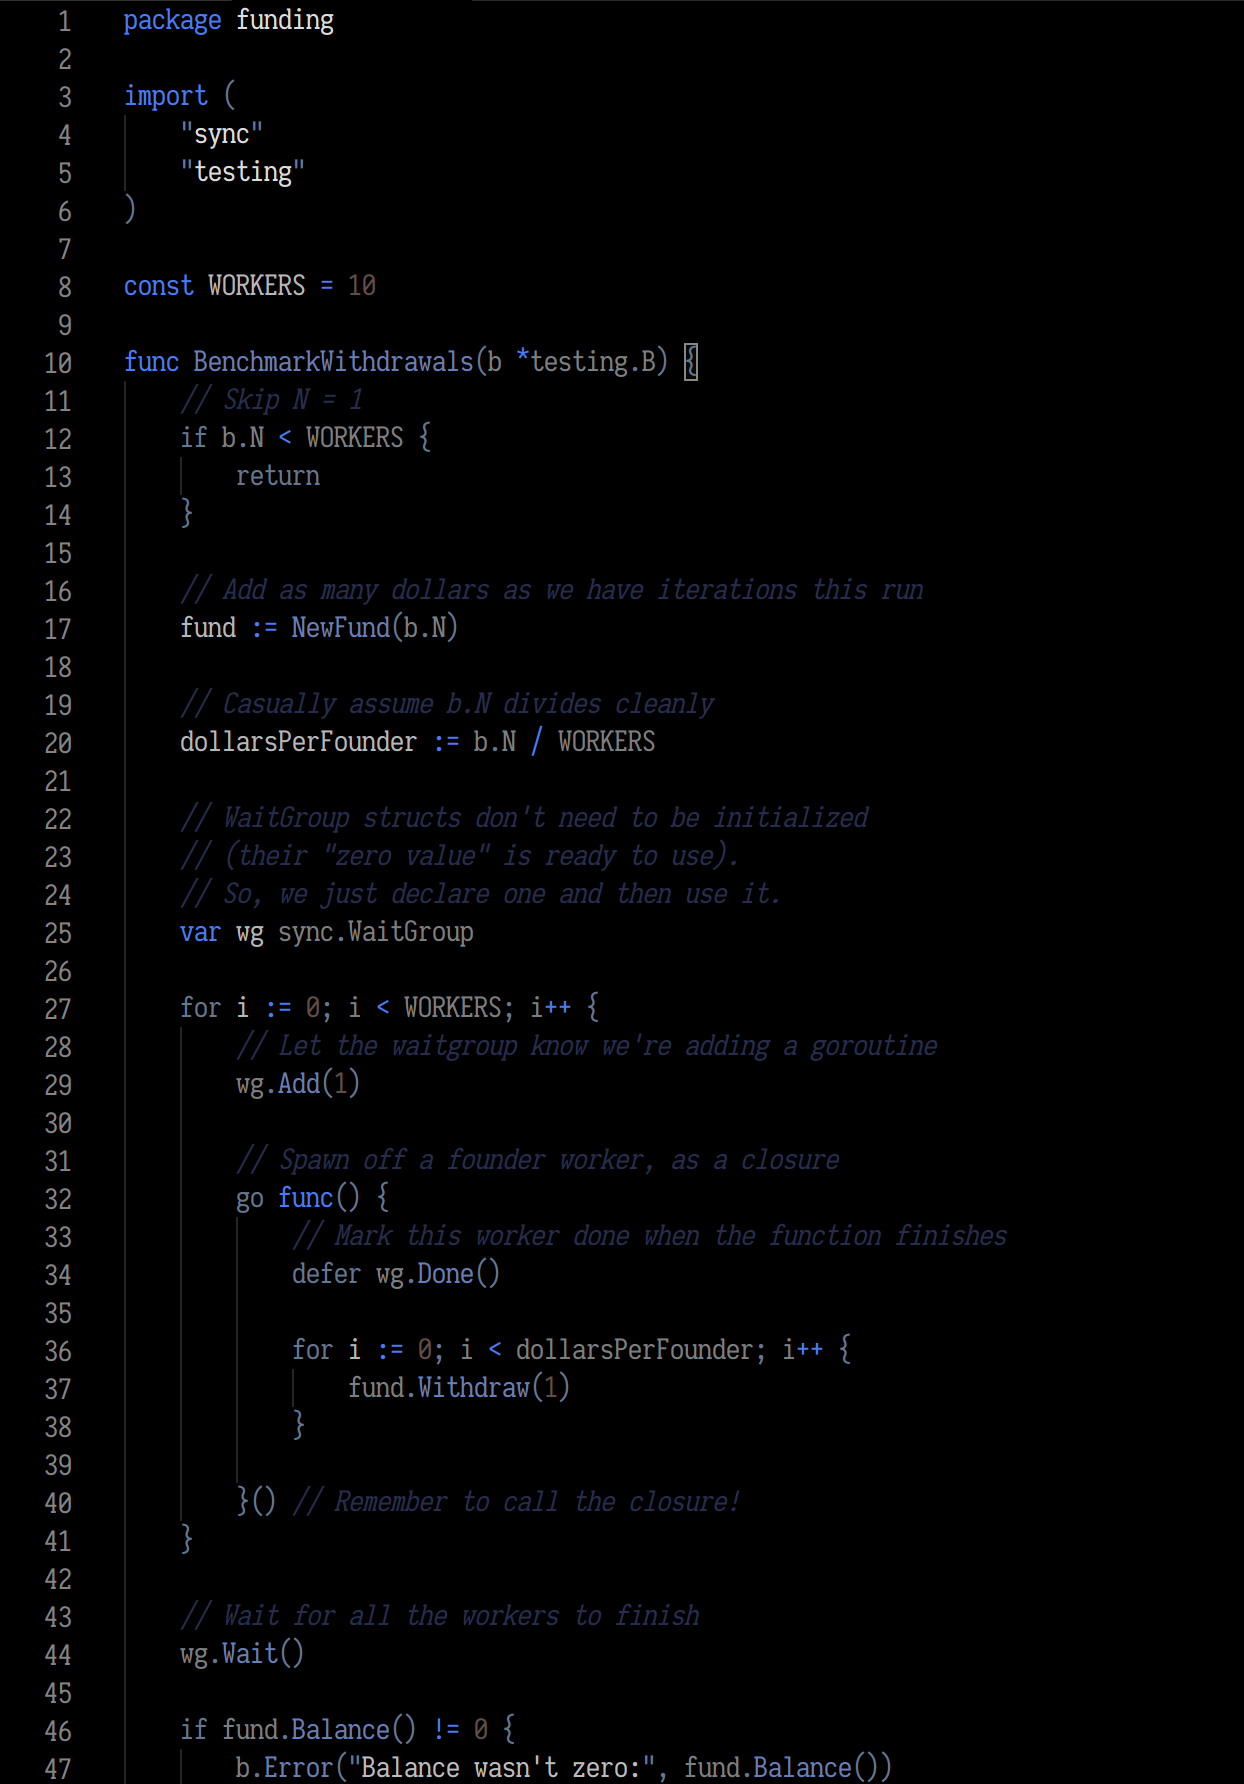 1 package funding
2
3 import (
4     "sync"
5     "testing"
6 )
7
8 const WORKERS = 10
9
10 func BenchmarkWithdrawals(b *testing.B) {
11     // Skip N = 1
12     if b.N < WORKERS {
13         return
14     }
15
16     // Add as many dollars as we have iterations this run
17     fund := NewFund(b.N)
18
19     // Casually assume b.N divides cleanly
20     dollarsPerFounder := b.N / WORKERS
21
22     // WaitGroup structs don't need to be initialized
23     // (their "zero value" is ready to use).
24     // So, we just declare one and then use it.
25     var wg sync.WaitGroup
26
27     for i := 0; i < WORKERS; i++ {
28         // Let the waitgroup know we're adding a goroutine
29         wg.Add(1)
30
31         // Spawn off a founder worker, as a closure
32         go func() {
33             // Mark this worker done when the function finishes
34             defer wg.Done()
35
36             for i := 0; i < dollarsPerFounder; i++ {
37                 fund.Withdraw(1)
38             }
39
40         }() // Remember to call the closure!
41     }
42
43     // Wait for all the workers to finish
44     wg.Wait()
45
46     if fund.Balance() != 0 {
47         b.Error("Balance wasn't zero:", fund.Balance())